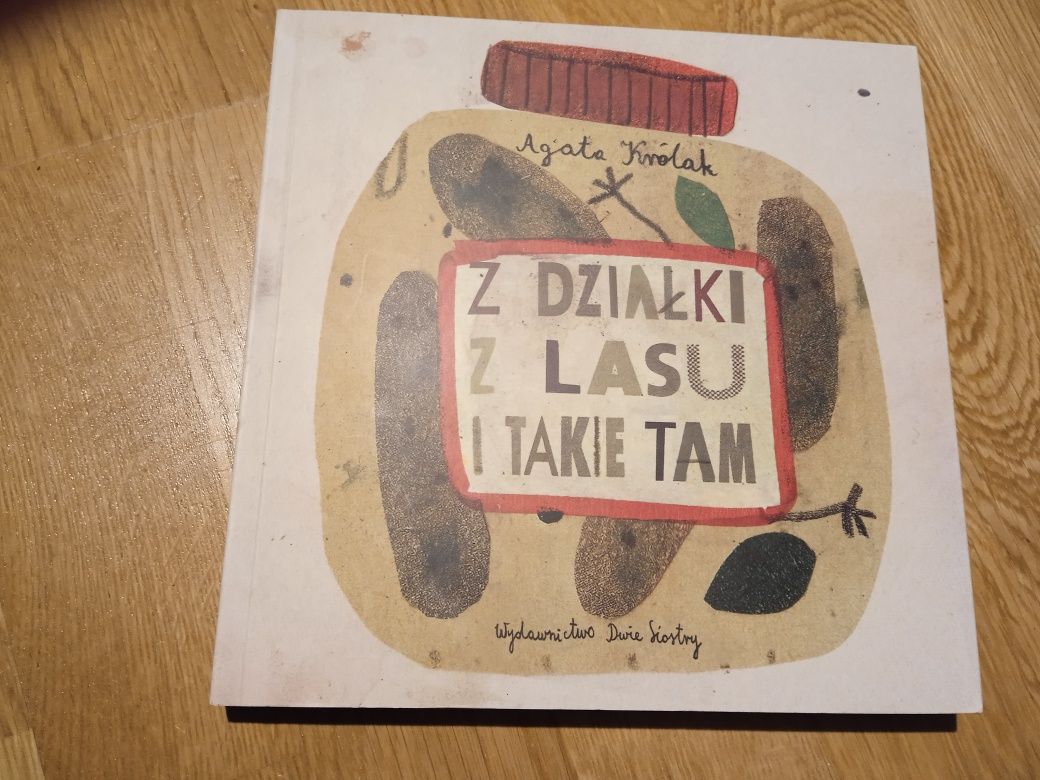 Agata Królak
Z DZIAŁKI
Z LASU
I TAKIE TAM
Wydawnictwo Dwie Siostry